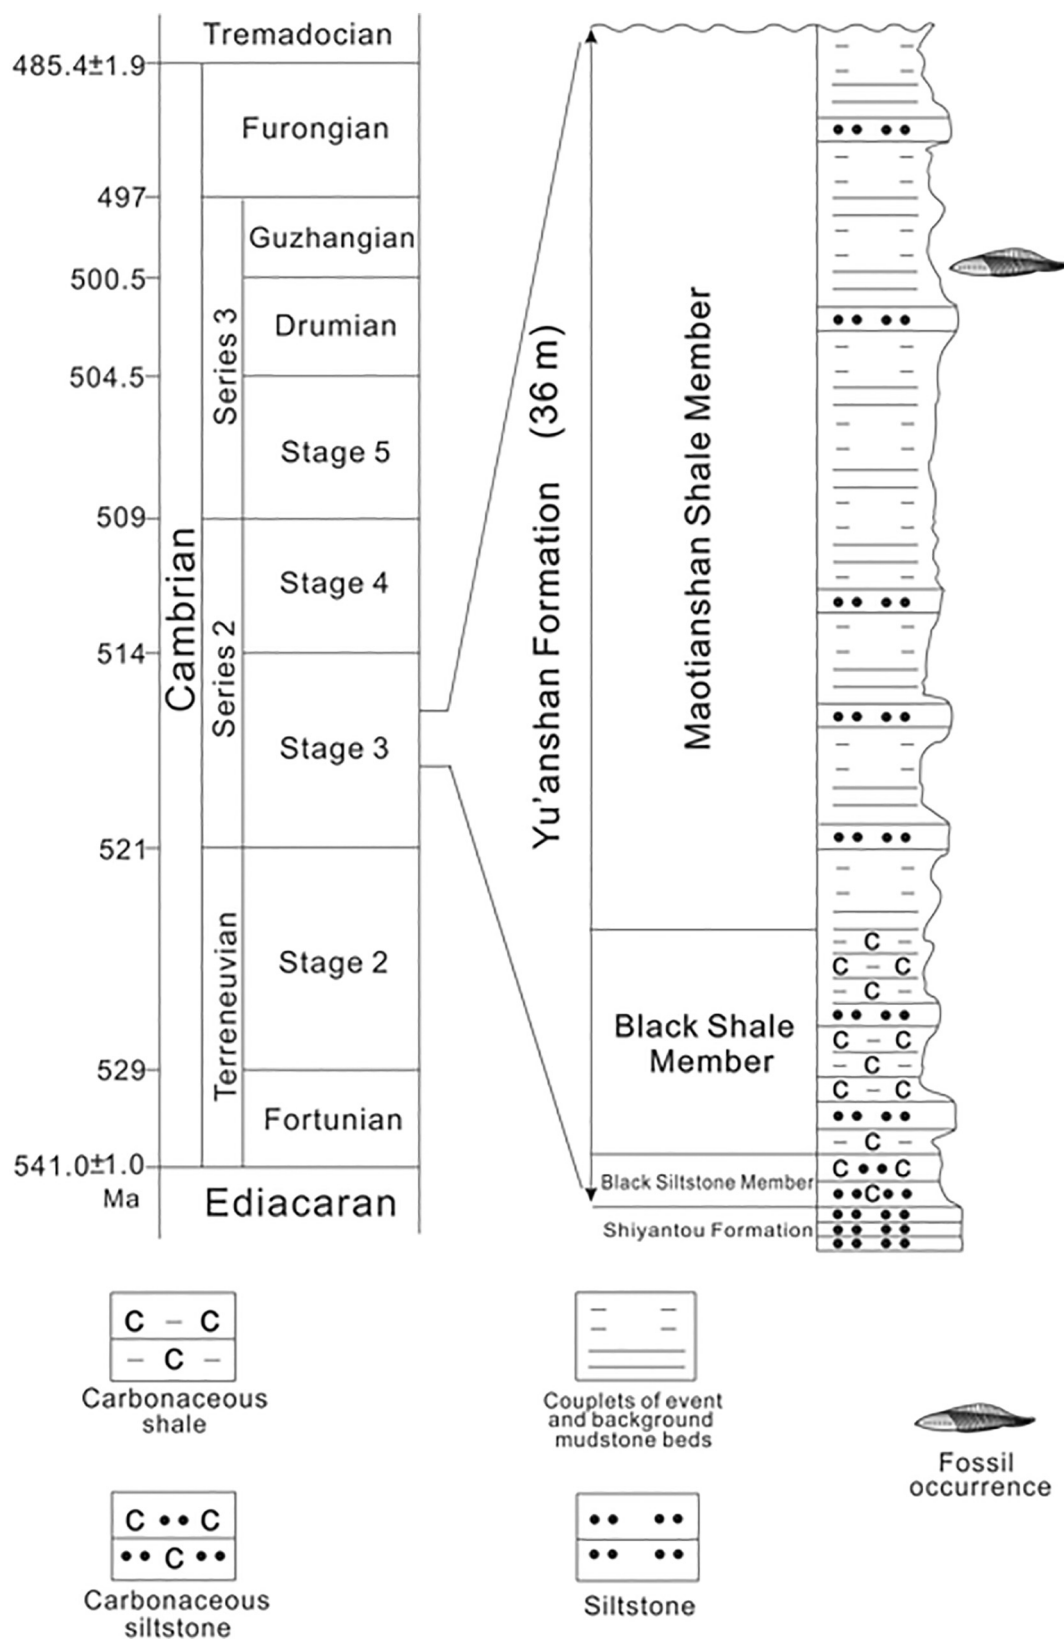 Tremadocian
485.4±1.9
Furongian
497
Guzhangian
500.5
Drumian
504.5
Series 3
Stage 5
509
Cambrian
Stage 4
514
Series 2
Stage 3
521
Terreneuvian
Stage 2
529
Fortunian
541.0±1.0
Ma
Ediacaran
Yu'anshan Formation (36 m)
Maotianshan Shale Member
Black Shale
Member
Black Siltstone Member
Shiyantou Formation
C
C C
C
C C
C
C C
C
C C
C
C C
C
Carbonaceous
shale
Couplets of event
and background
mudstone beds
Fossil
occurrence
C C
C
Carbonaceous
siltstone
Siltstone